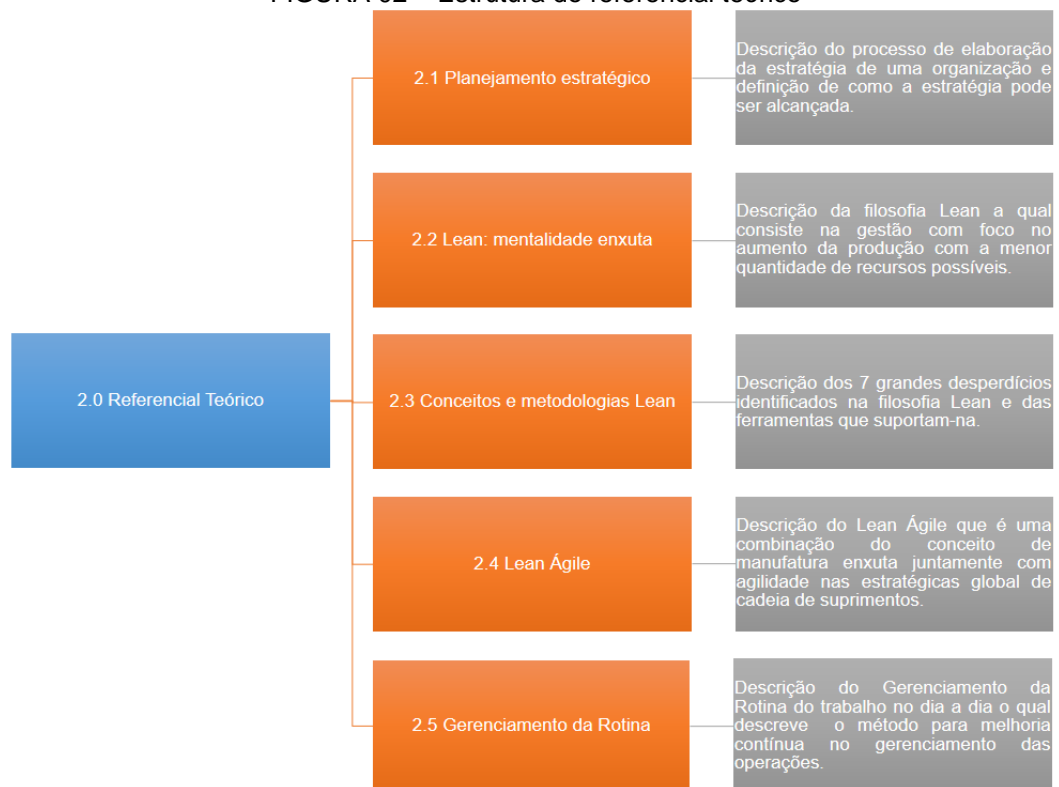 2.1 Planejamento estratégico
Descrição do processo de elaboração
da estratégia de uma organização e
definição de como a estratégia pode
ser alcançada.
2.2 Lean: mentalidade enxuta
Descrição da filosofia Lean a qual
consiste na gestão com foco no
aumento da produção com a menor
quantidade de recursos possíveis.
2.0 Referencial Teórico
2.3 Conceitos e metodologias Lean
Descrição dos 7 grandes desperdícios
identificados na filosofia Lean e das
ferramentas que suportam-na.
2.4 Lean Ágile
Descrição do Lean Ágile que é uma
combinação do conceito de
manufatura enxuta juntamente com
agilidade nas estratégicas global de
cadeia de suprimentos.
2.5 Gerenciamento da Rotina
Descrição do Gerenciamento da
Rotina do trabalho no dia a dia o qual
descreve o método para melhoria
contínua no gerenciamento das
operações.